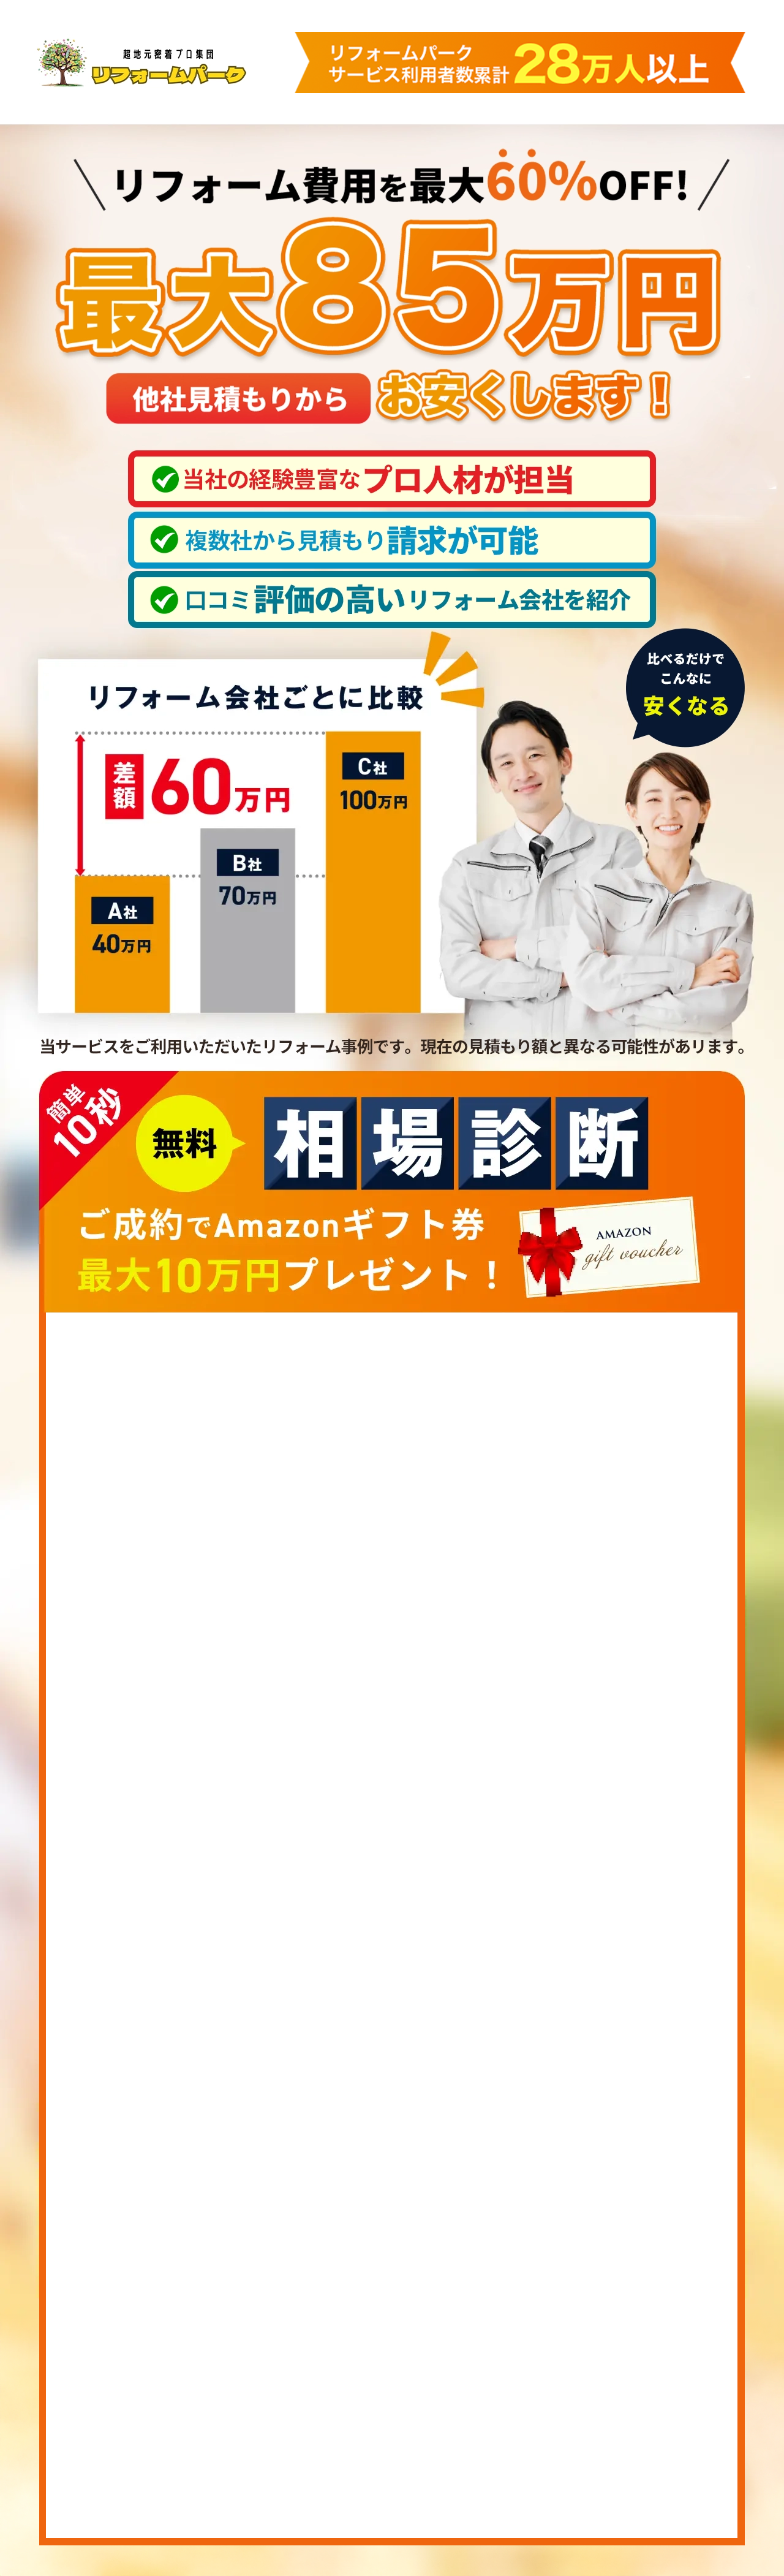 超地元密着プロ集団
リフォームパーク
リフォームパーク
サービス利用者数累計28万人以上
リフォーム費用を最大60%OFF!
最大85万円
他社見積もりから お安くします！
当社の経験豊富なプロ人材が担当
複数社から見積もり請求が可能
口コミ評価の高いリフォーム会社を紹介
比べるだけで
こんなに
安くなる
リフォーム会社ごとに比較
差額 60万円
C社
100万円
B社
70万円
A社
40万円
当サービスをご利用いただいたリフォーム事例です。現在の見積もり額と異なる可能性があります。
簡単
10秒
無料
相場診断
ご成約でAmazonギフト券
最大10万円プレゼント！
AMAZON
gift voucher